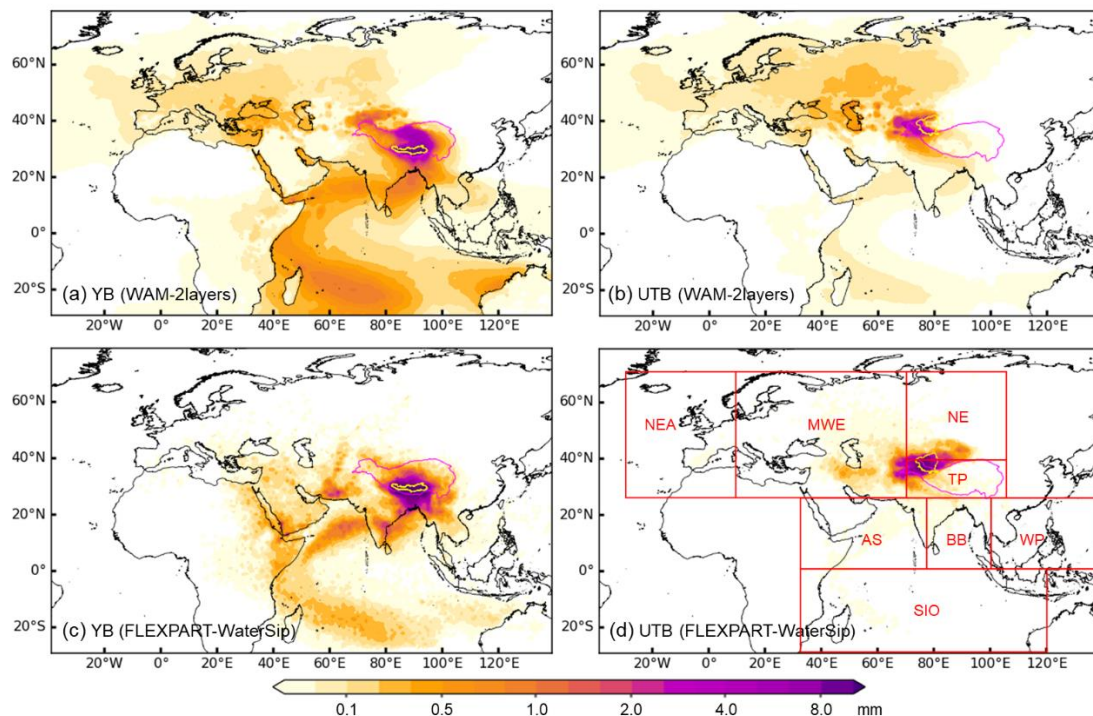 60°N
40°N
20°N
0°
20°S
(a) YB (WAM-2layers)
20°W 0° 20°E 40°E 60°E 80°E 100°E 120°E
60°N
40°N
20°N
0°
20°S
(b) UTB (WAM-2layers)
20°W 0° 20°E 40°E 60°E 80°E 100°E 120°E
60°N
40°N
20°N
0°
20°S
(c) YB (FLEXPART-WaterSip)
20°W 0° 20°E 40°E 60°E 80°E 100°E 120°E
60°N
40°N
20°N
0°
20°S
NEA MWE NE
TP
AS BB WP
SIO
(d) UTB (FLEXPART-WaterSip)
20°W 0° 20°E 40°E 60°E 80°E 100°E 120°E
0.1 0.5 1.0 2.0 4.0 8.0 mm